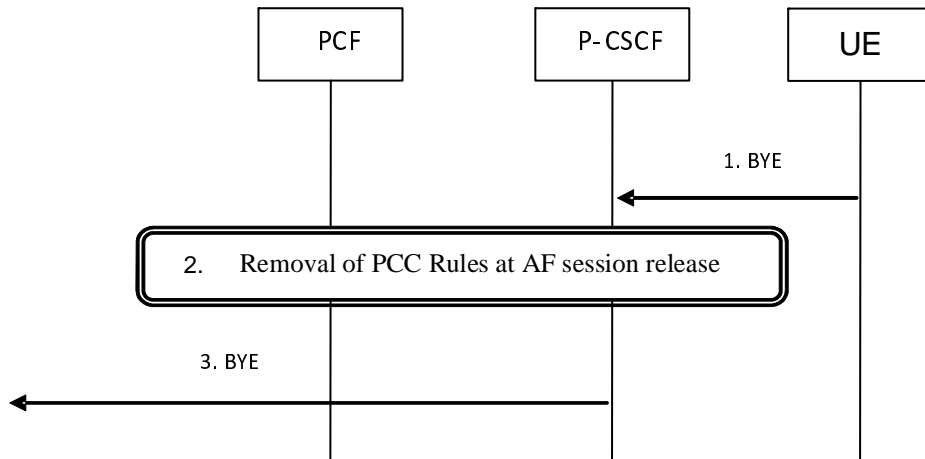 PCF
P-CSCF
UE
1. BYE
2. Removal of PCC Rules at AF session release
3. BYE